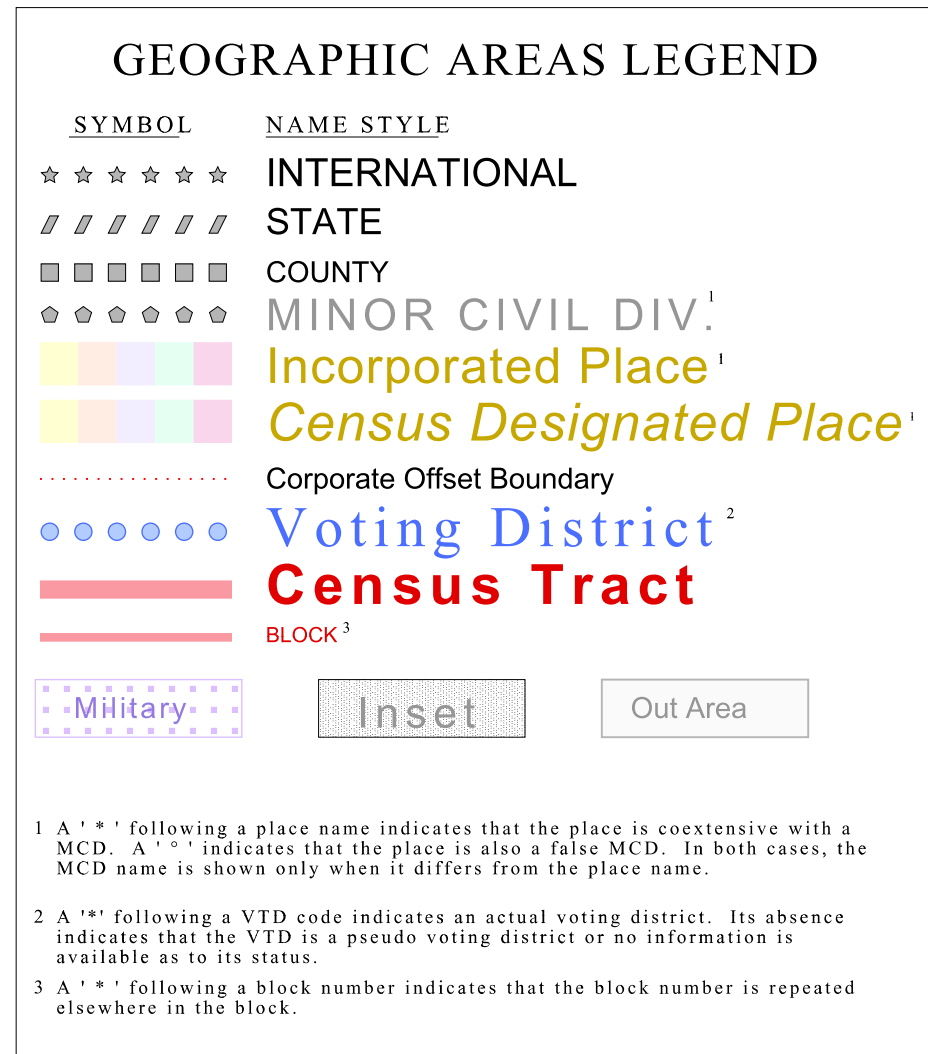 GEOGRAPHIC AREAS LEGEND
SYMBOL NAME STYLE
INTERNATIONAL
STATE
COUNTY
MINOR CIVIL DIV. 1
Incorporated Place 1
Census Designated Place 1
Corporate Offset Boundary
Voting District 2
Census Tract
BLOCK 3
Military Inset Out Area
1 A ' * ' following a place name indicates that the place is coextensive with a
MCD. A ' ° ' indicates that the place is also a false MCD. In both cases, the
MCD name is shown only when it differs from the place name.
2 A '*' following a VTD code indicates an actual voting district. Its absence
indicates that the VTD is a pseudo voting district or no information is
available as to its status.
3 A ' * ' following a block number indicates that the block number is repeated
elsewhere in the block.